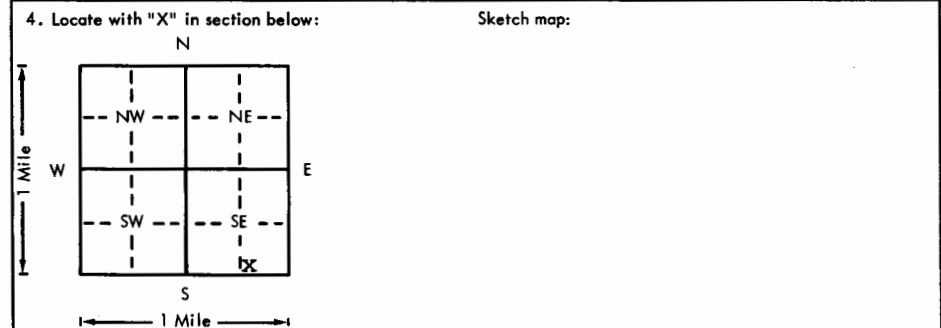 4. Locate with "X" in section below: Sketch map:
N
NW NE
1 Mile
W E
SW SE
X
S
1 Mile